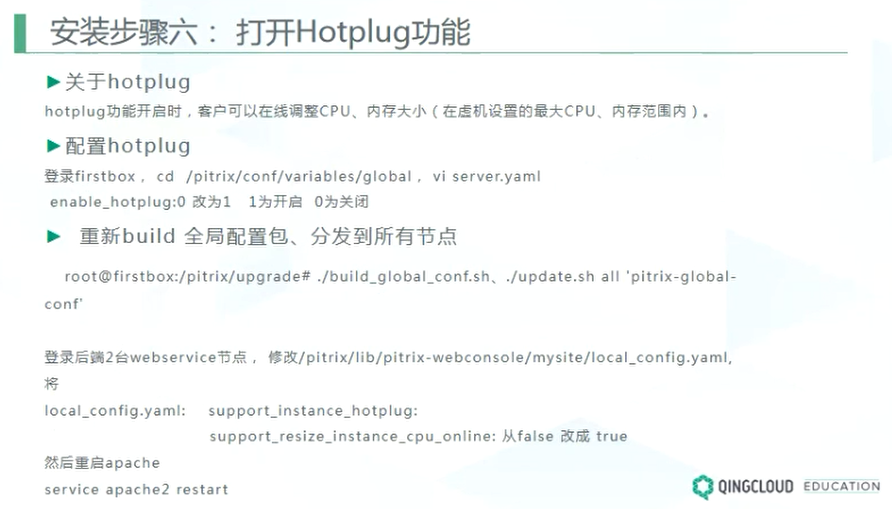 安装步骤六： 打开Hotplug功能
►关于hotplug
hotplug功能开启时，客户可以在线调整CPU、内存大小（在虚机设置的最大CPU、内存范围内）。
►配置hotplug
登录firstbox， cd /pitrix/conf/variables/global， vi server.yaml
enable_hotplug:0 改为1 1为开启 0为关闭
► 重新build 全局配置包、分发到所有节点
root@firstbox:/pitrix/upgrade# ./build_global_conf.sh、./update.sh all 'pitrix-global-
conf'
登录后端2台webservice节点， 修改/pitrix/lib/pitrix-webconsole/mysite/local_config.yaml,
将
local_config.yaml: support_instance_hotplug:
support_resize_instance_cpu_online: 从false 改成 true
然后重启apache
service apache2 restart
QINGCLOUD EDUCATION